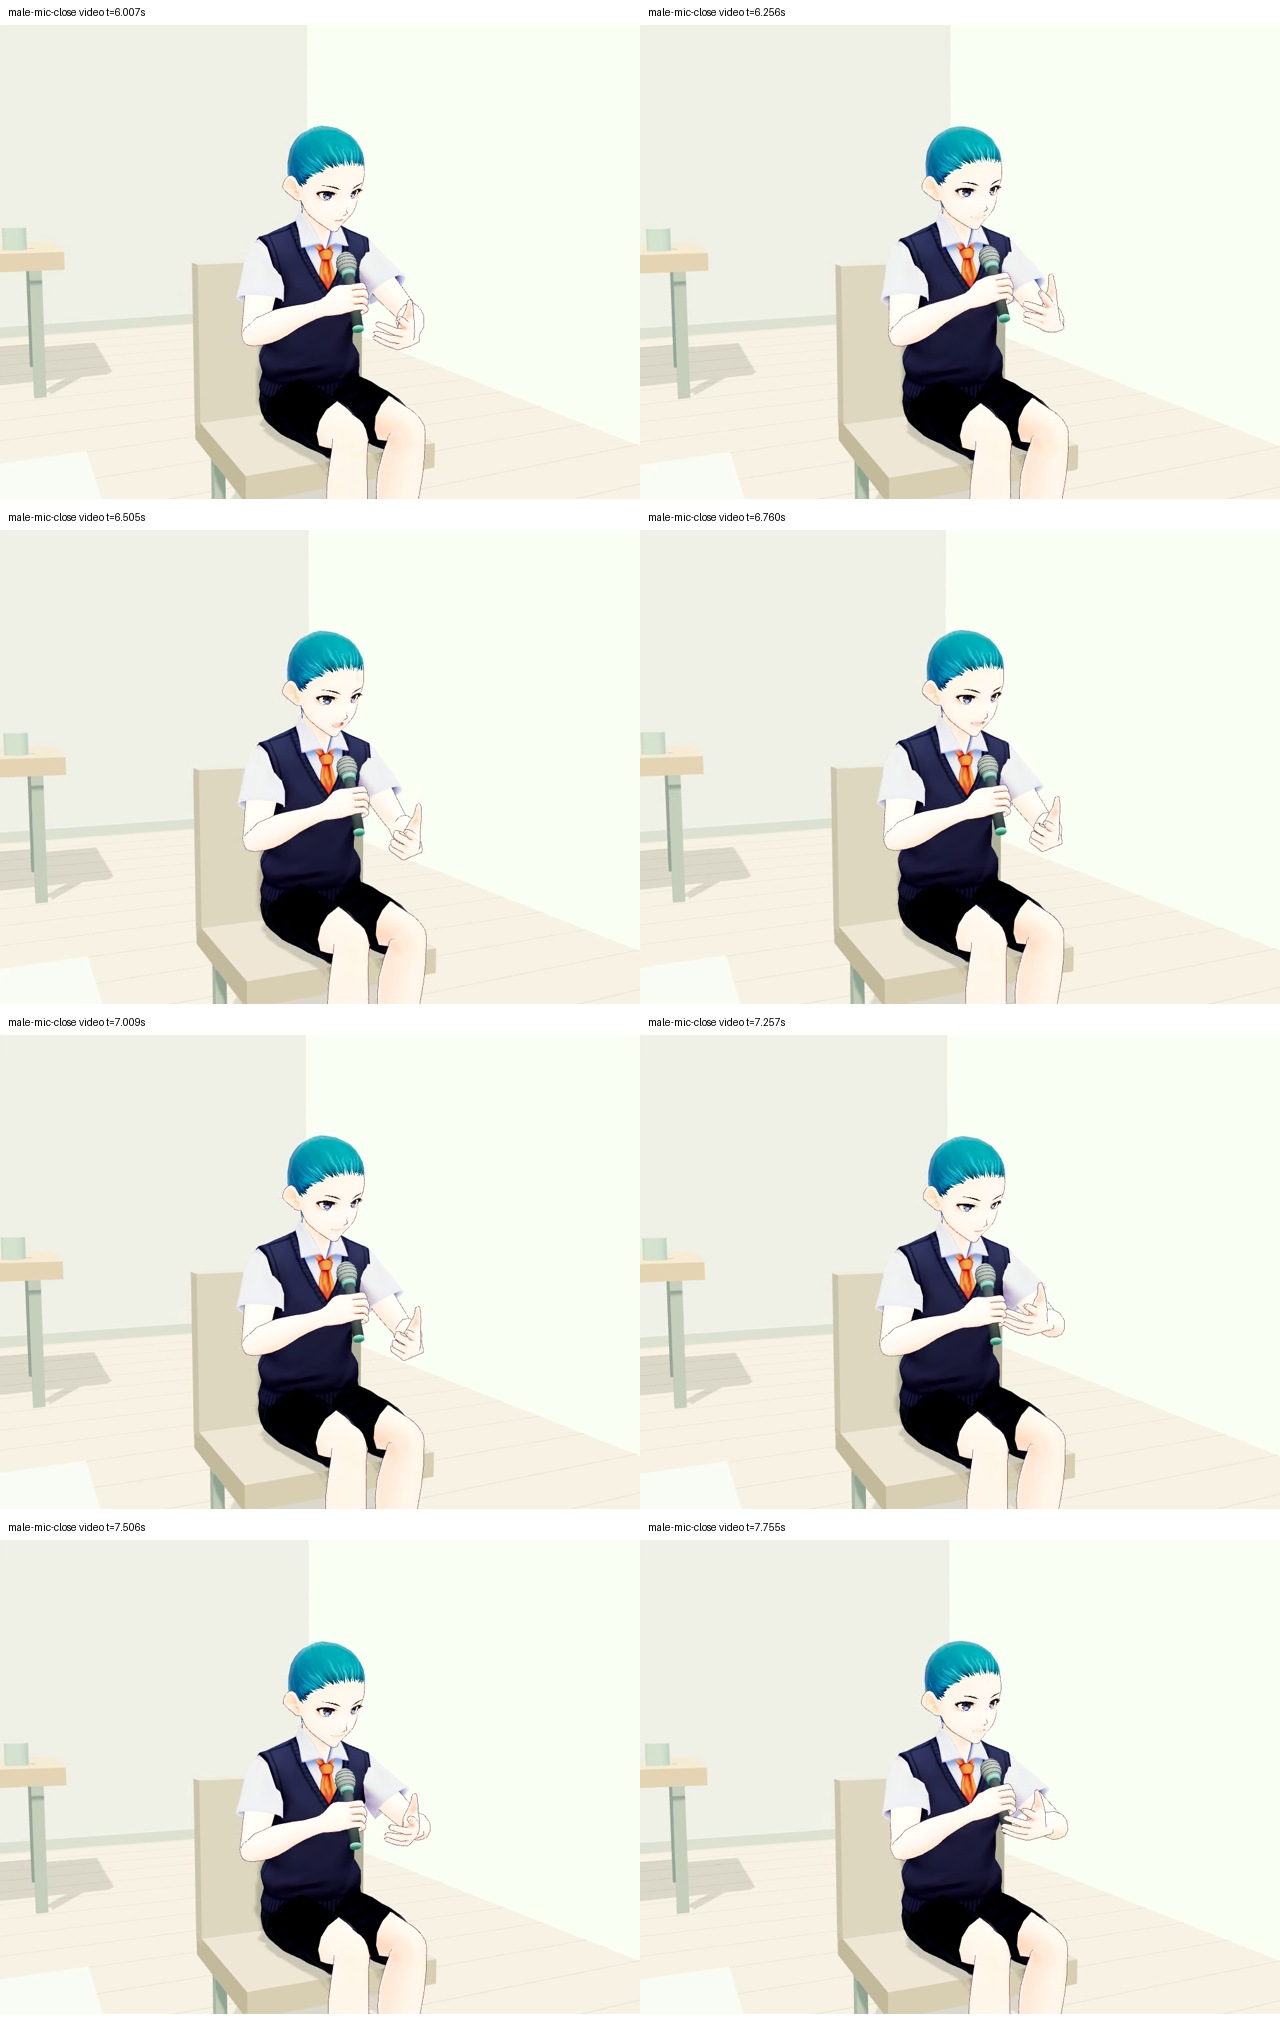 male-mic-close video t=6.007s
male-mic-close video t=6.256s
male-mic-close video t=6.505s
male-mic-close video t=6.760s
male-mic-close video t=7.009s
male-mic-close video t=7.257s
male-mic-close video t=7.506s
male-mic-close video t=7.755s